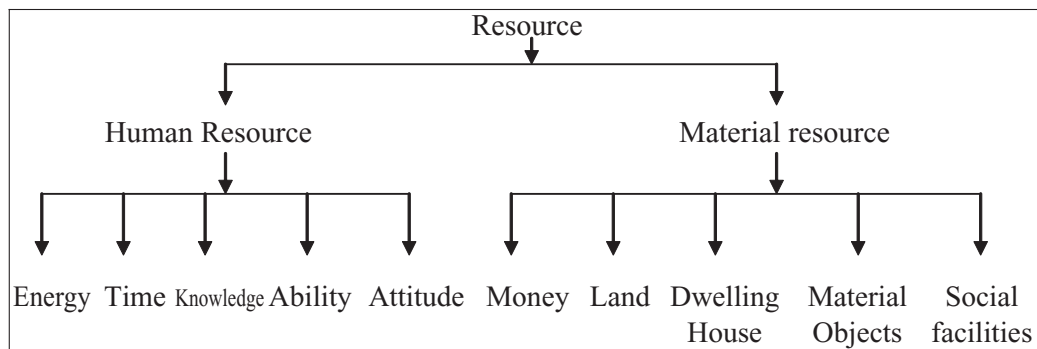 Resource
Human Resource Material resource
Energy Time Knowledge Ability Attitude Money Land Dwelling House Material Objects Social facilities